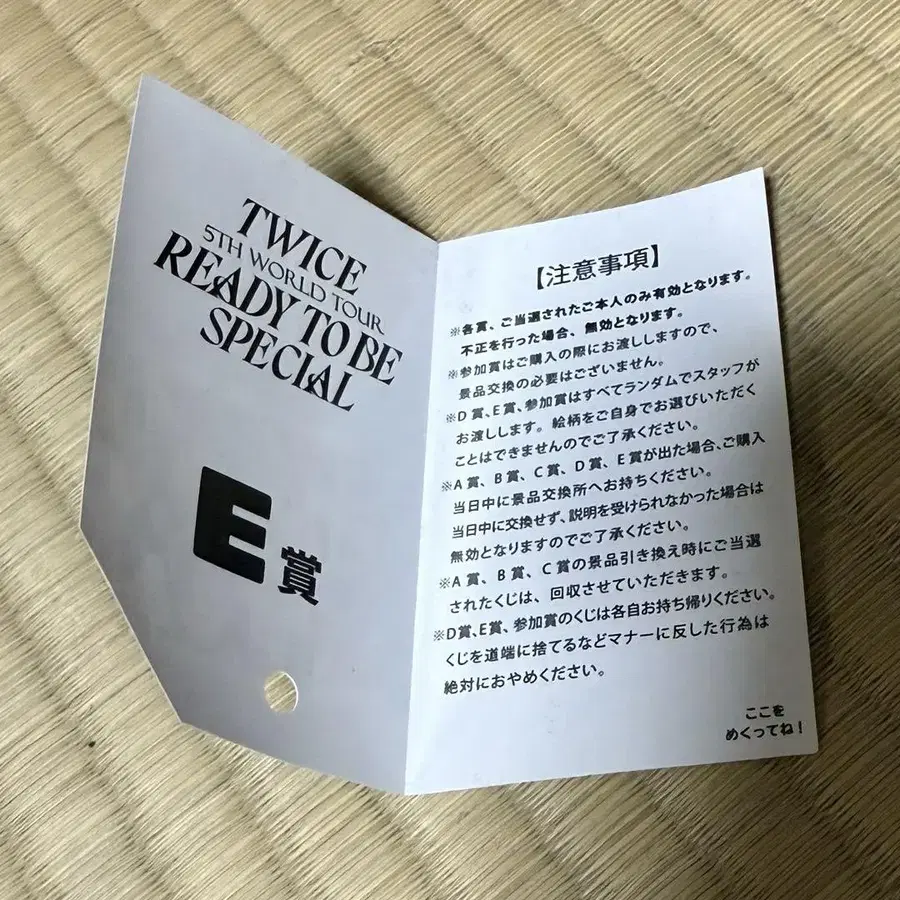 TWICE
5TH WORLD TOUR
READY TO BE
SPECIAL
E賞
【注意事項】
※各賞、ご当選されたご本人のみ有効となります。
不正を行った場合、無効となります。
※参加賞はご購入の際にお渡ししますので、
景品交換の必要はございません。
※D賞、E賞、参加賞はすべてランダムでスタッフが
お渡しします。絵柄をご自身でお選びいただく
ことはできませんのでご了承ください。
※A賞、B賞、C賞、D賞、E賞が出た場合、ご購入
当日中に景品交換所へお持ちください。
当日中に交換せず、説明を受けられなかった場合は
無効となりますのでご了承ください。
※A賞、B賞、C賞の景品引き換え時にご当選
されたくじは、回収させていただきます。
※D賞、E賞、参加賞のくじは各自お持ち帰りください。
くじを道端に捨てるなどマナーに反した行為は
絶対におやめください。
ここを
めくってね！